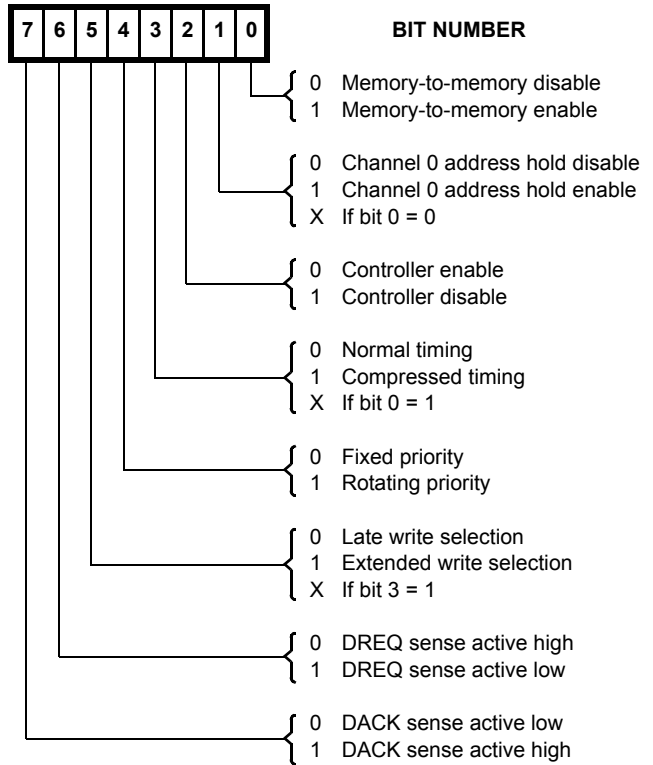 7 6 5 4 3 2 1 0 BIT NUMBER
0 Memory-to-memory disable
1 Memory-to-memory enable
0 Channel 0 address hold disable
1 Channel 0 address hold enable
X If bit 0 = 0
0 Controller enable
1 Controller disable
0 Normal timing
1 Compressed timing
X If bit 0 = 1
0 Fixed priority
1 Rotating priority
0 Late write selection
1 Extended write selection
X If bit 3 = 1
0 DREQ sense active high
1 DREQ sense active low
0 DACK sense active low
1 DACK sense active high